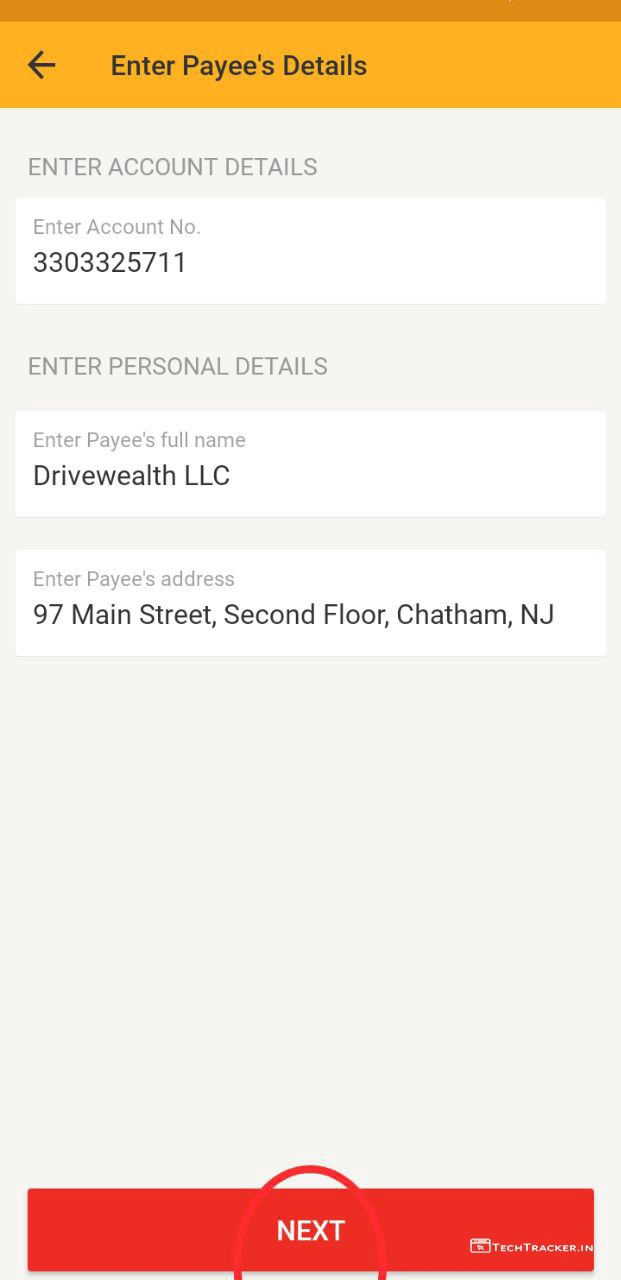 Enter Payee's Details
ENTER ACCOUNT DETAILS
Enter Account No.
3303325711
ENTER PERSONAL DETAILS
Enter Payee's full name
Drivewealth LLC
Enter Payee's address
97 Main Street, Second Floor, Chatham, NJ
NEXT
TECHTRACKER.IN